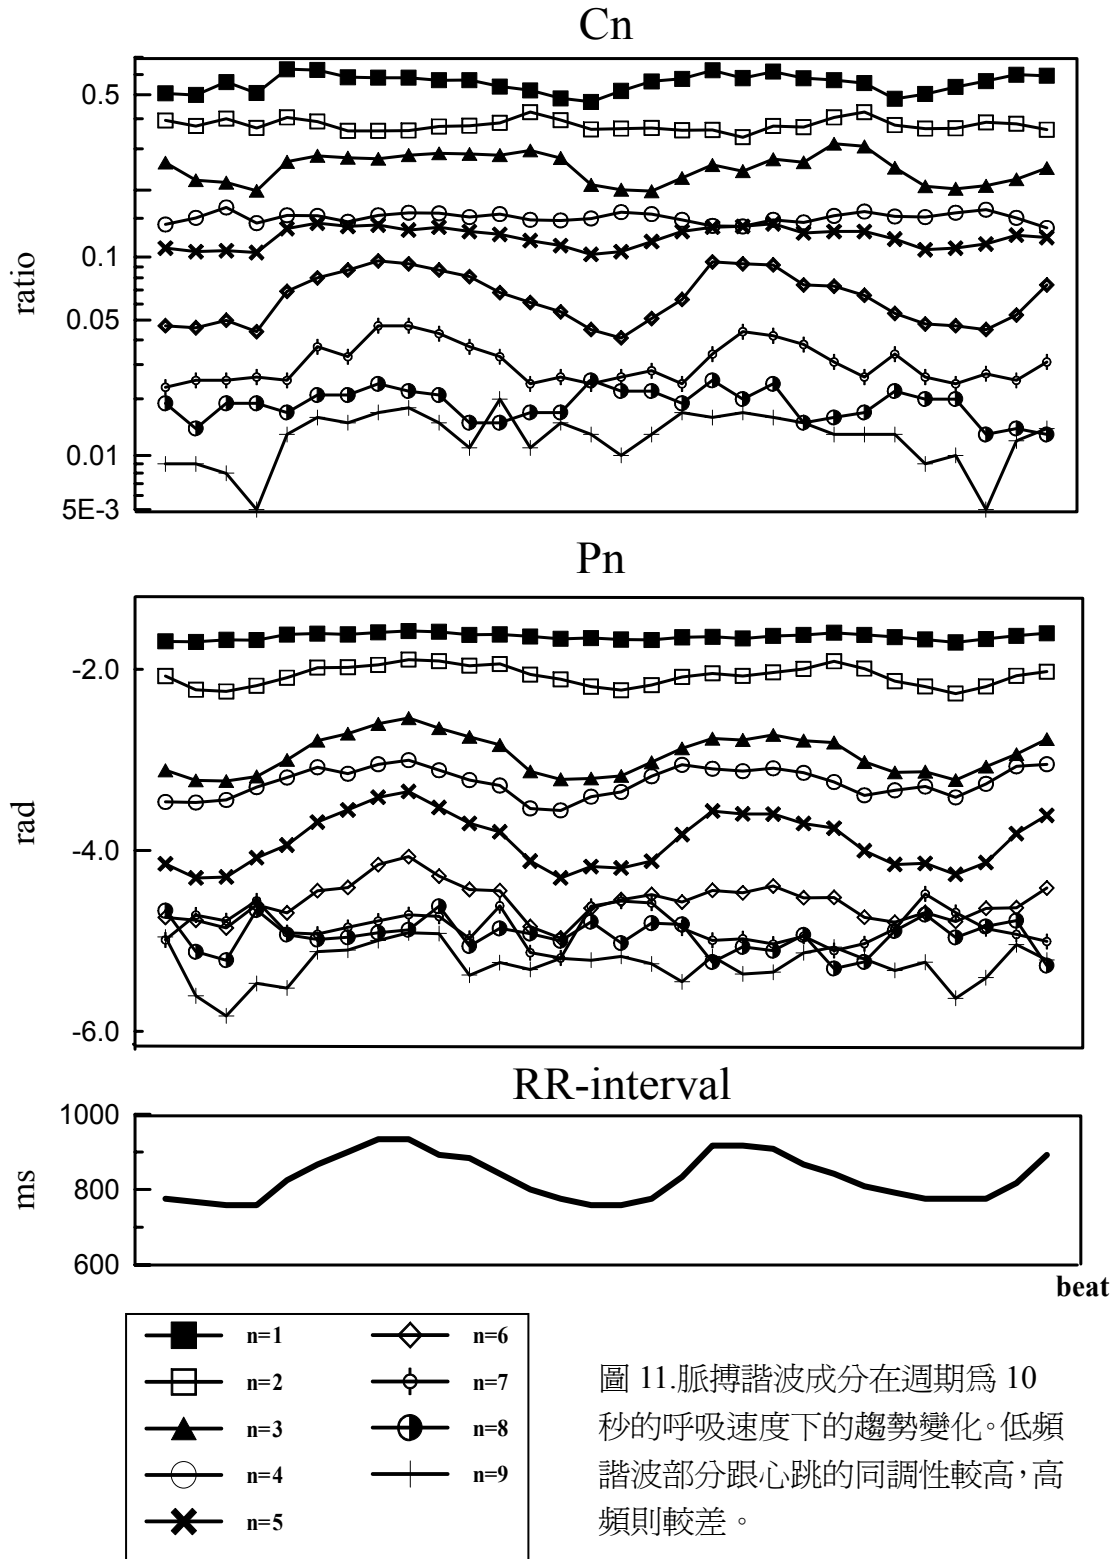 Cn
0.5
0.1
0.05
0.01
5E-3
ratio
Pn
-2.0
-4.0
-6.0
rad
RR-interval
1000
800
600
ms
beat
n=1
n=2
n=3
n=4
n=5
n=6
n=7
n=8
n=9
圖 11.脈搏諧波成分在週期爲 10
秒的呼吸速度下的趨勢變化。低頻
諧波部分跟心跳的同調性較高，高
頻則較差。